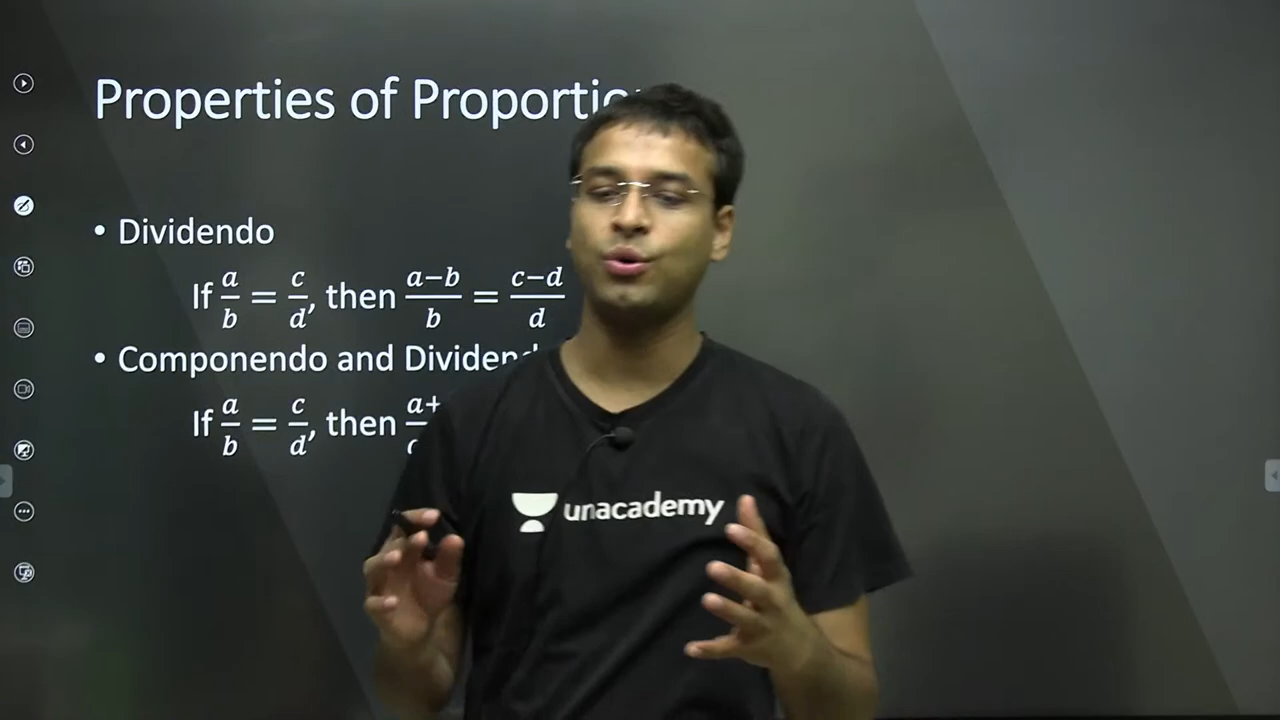 Properties of Proportio
• Dividendo
If a/b = c/d, then a−b/b = c−d/d
• Componendo and Dividend
If a/b = c/d, then a+
unacademy